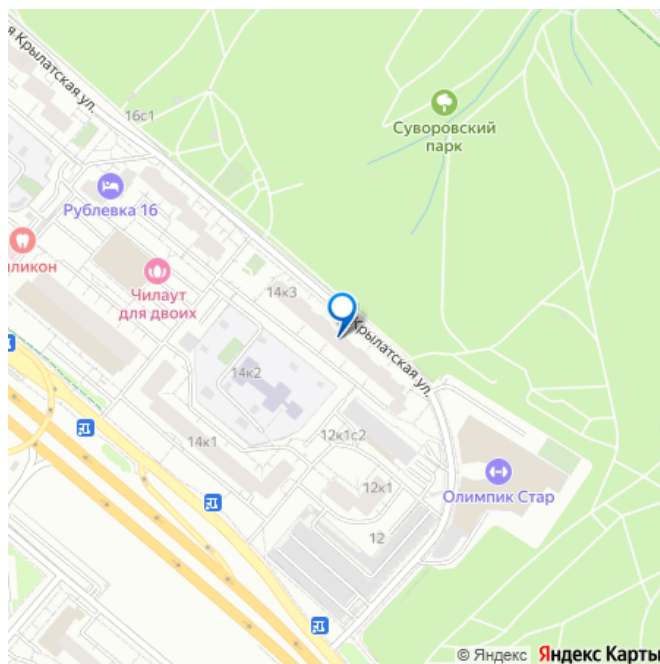 я Крылатская ул.
16с1
Суворовский
парк
Рублевка 16
иликон
Чилаут
для двоих
14к3
Крылатская ул.
14к2
14к1
12к1с2
12к1
Олимпик Стар
12
© Яндекс Яндекс Карты